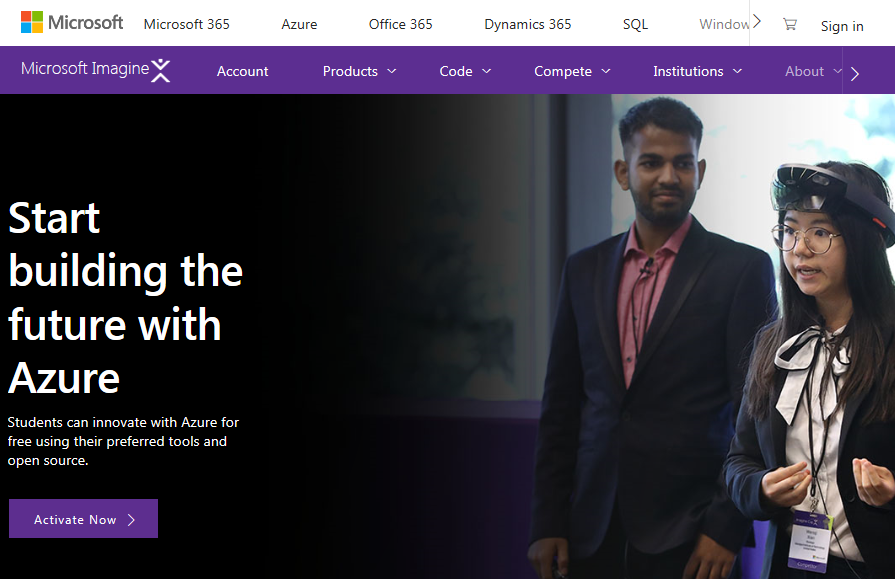 Microsoft Microsoft 365 Azure Office 365 Dynamics 365 SQL Window Sign in
Microsoft Imagine Account Products Code Compete Institutions About
Start
building the
future with
Azure
Students can innovate with Azure for
free using their preferred tools and
open source.
Activate Now